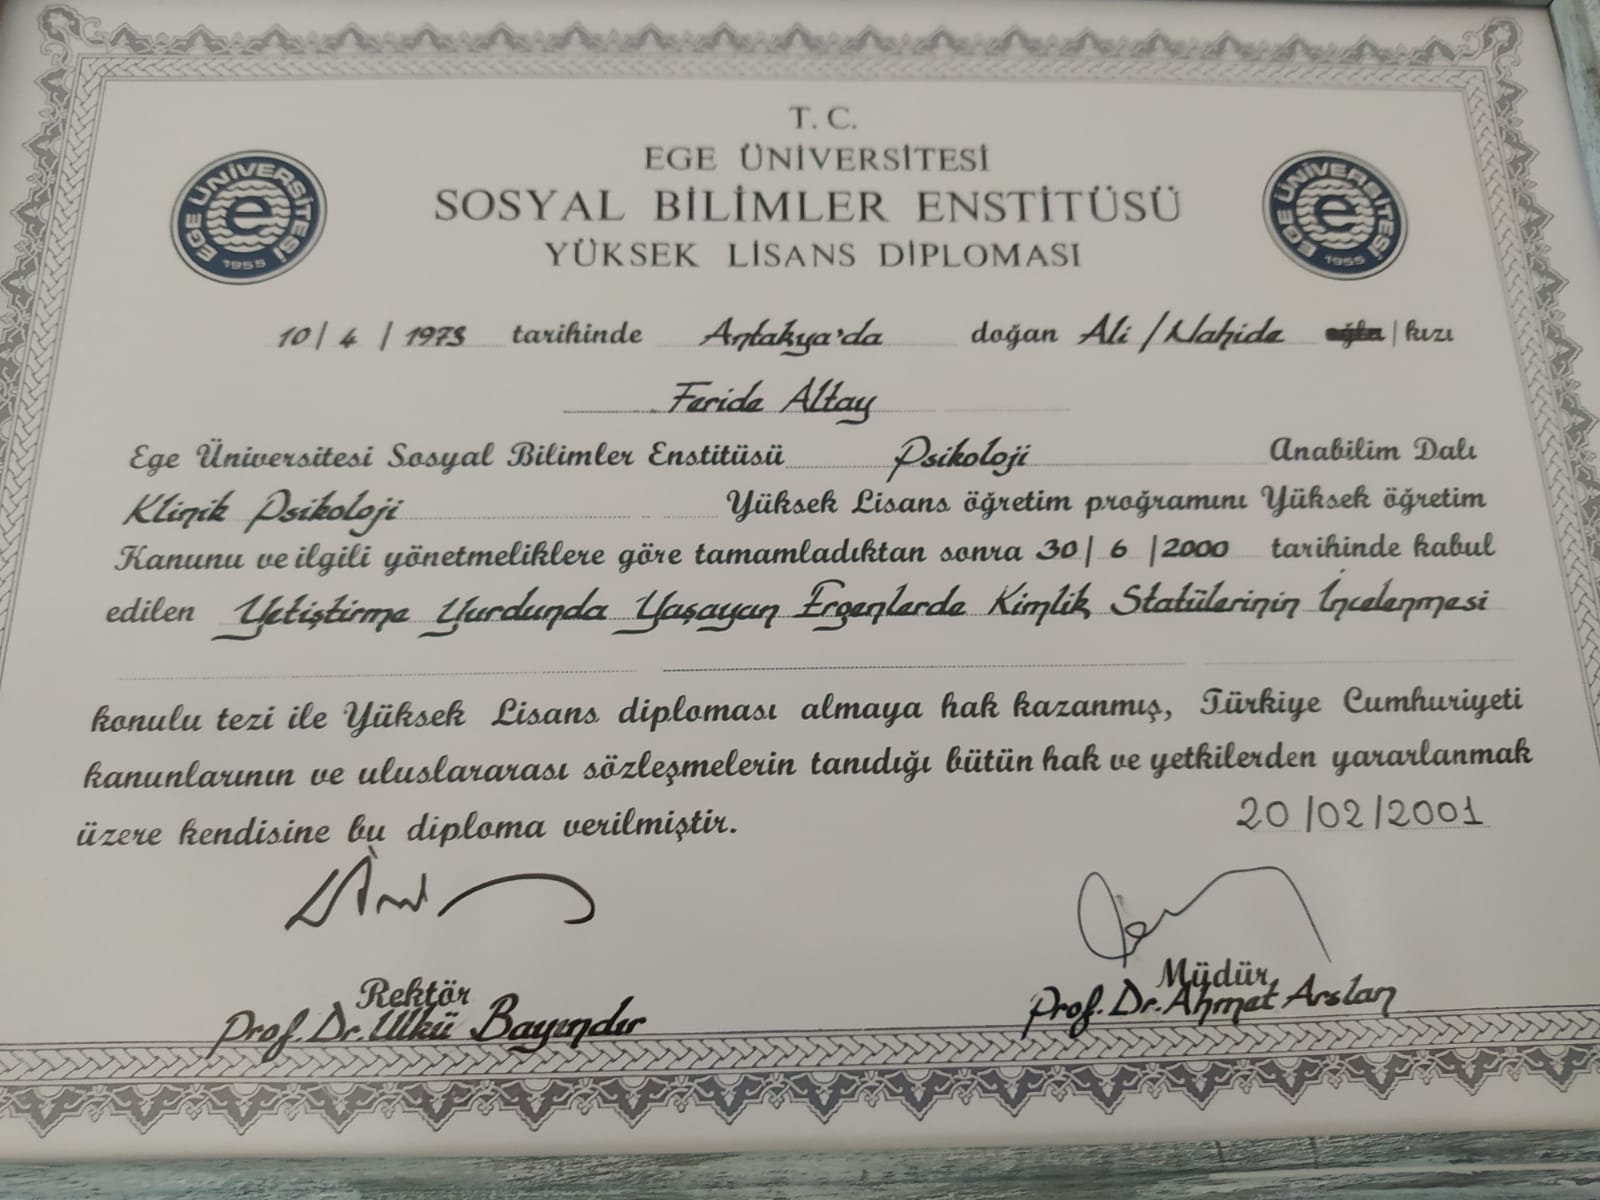 T. C.
EGE ÜNİVERSİTESİ
SOSYAL BİLİMLER ENSTİTÜSÜ
YÜKSEK LİSANS DİPLOMASI
EGE ÜNİVERSİTESİ 1955
EGE ÜNİVERSİTESİ 1955
10 / 4 / 1973 tarihinde Antakya'da doğan Ali / Nahide oğlu | kızı
Feride Altay
Ege Üniversitesi Sosyal Bilimler Enstitüsü Psikoloji Anabilim Dalı
Klinik Psikoloji Yüksek Lisans öğretim proğramını Yüksek öğretim
Kanunu ve ilgili yönetmeliklere göre tamamladıktan sonra 30 / 6 / 2000 tarihinde kabul
edilen Yetiştirme Yurdunda Yaşayan Ergenlerde Kimlik Statülerinin İncelenmesi
konulu tezi ile Yüksek Lisans diploması almaya hak kazanmış, Türkiye Cumhuriyeti
kanunlarının ve uluslararası sözleşmelerin tanıdığı bütün hak ve yetkilerden yararlanmak
üzere kendisine bu diploma verilmiştir. 20/02/2001
Rektör
Prof. Dr. Ülkü Bayındır
Müdür
Prof. Dr. Ahmet Arslan